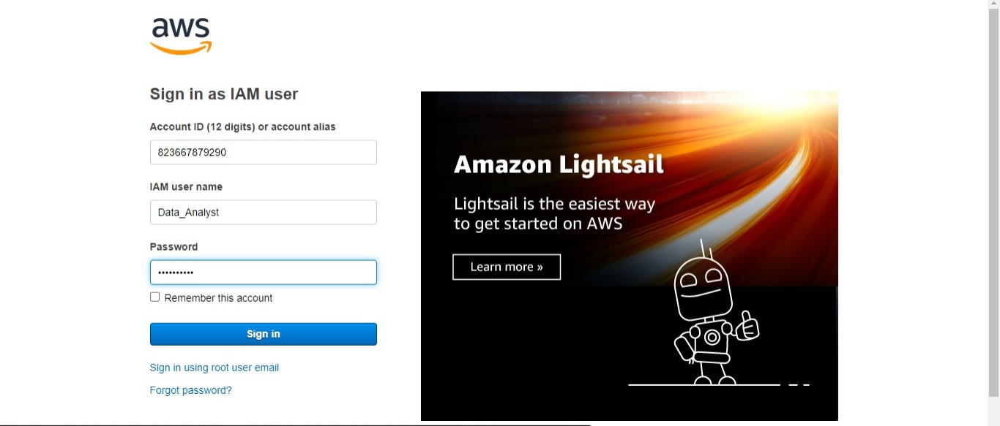 aws
Sign in as IAM user
Account ID (12 digits) or account alias
823667879290
IAM user name
Data_Analyst
Password
••••••••••
Remember this account
Sign in
Sign in using root user email
Forgot password?
Amazon Lightsail
Lightsail is the easiest way
to get started on AWS
Learn more »